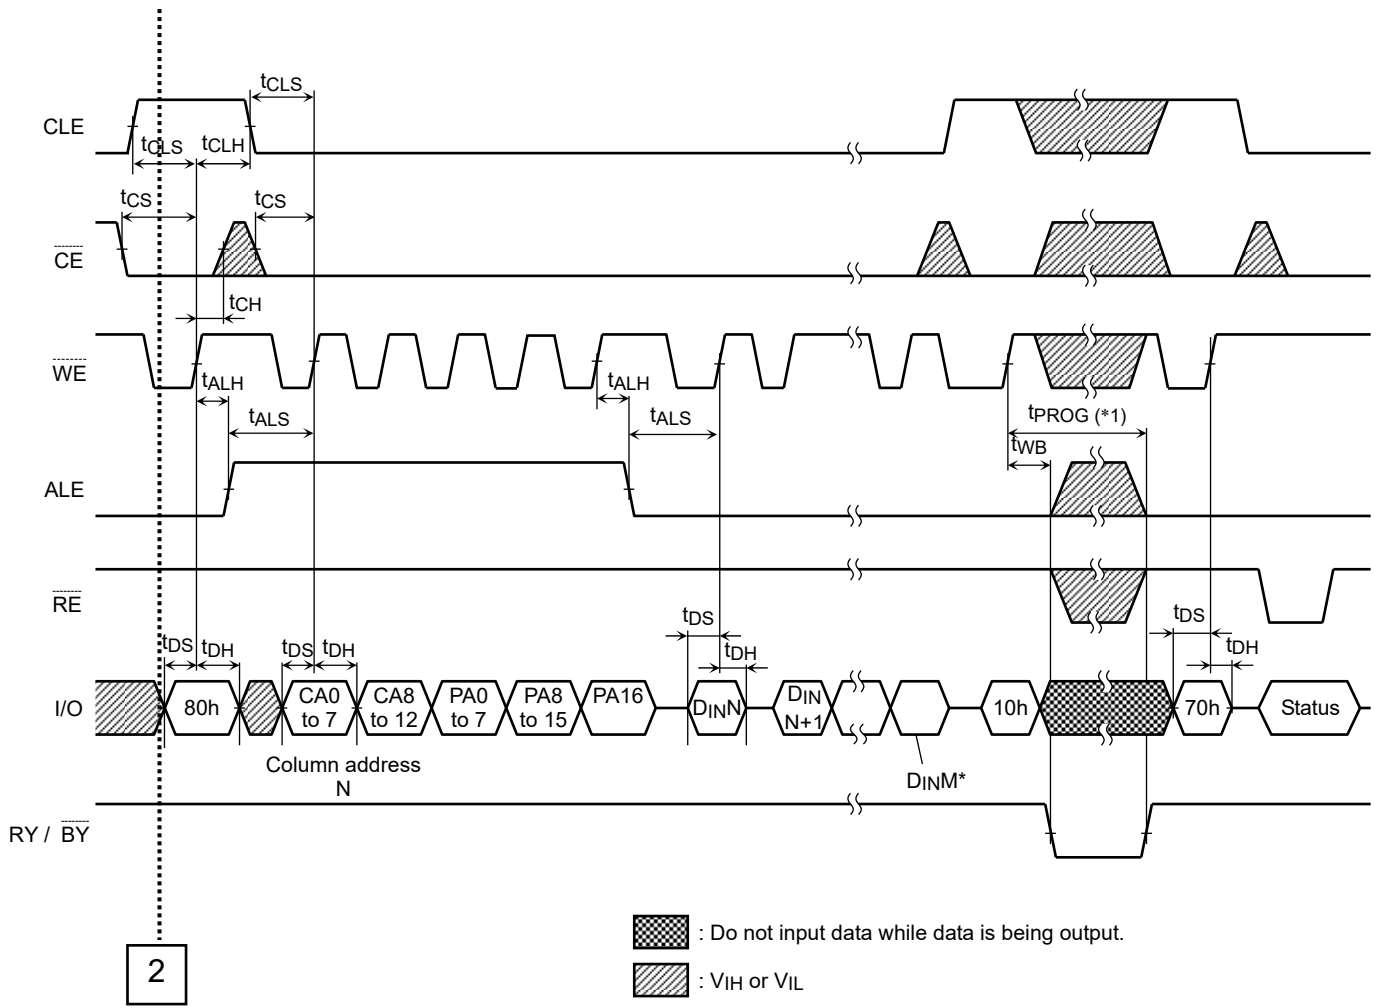 tCLS
CLE
tCLS
tCLH
tCS
tCS
CE
tCH
WE
tALH
tALH
tALS
tALS
tPROG (*1)
tWB
ALE
RE
tDS
tDS
tDS
tDH
tDS
tDH
tDH
tDH
I/O
80h
CA0
to 7
CA8
to 12
PA0
to 7
PA8
to 15
PA16
DINN
DIN
N+1
10h
70h
Status
Column address
N
DINM*
RY / BY
: Do not input data while data is being output.
2
: VIH or VIL